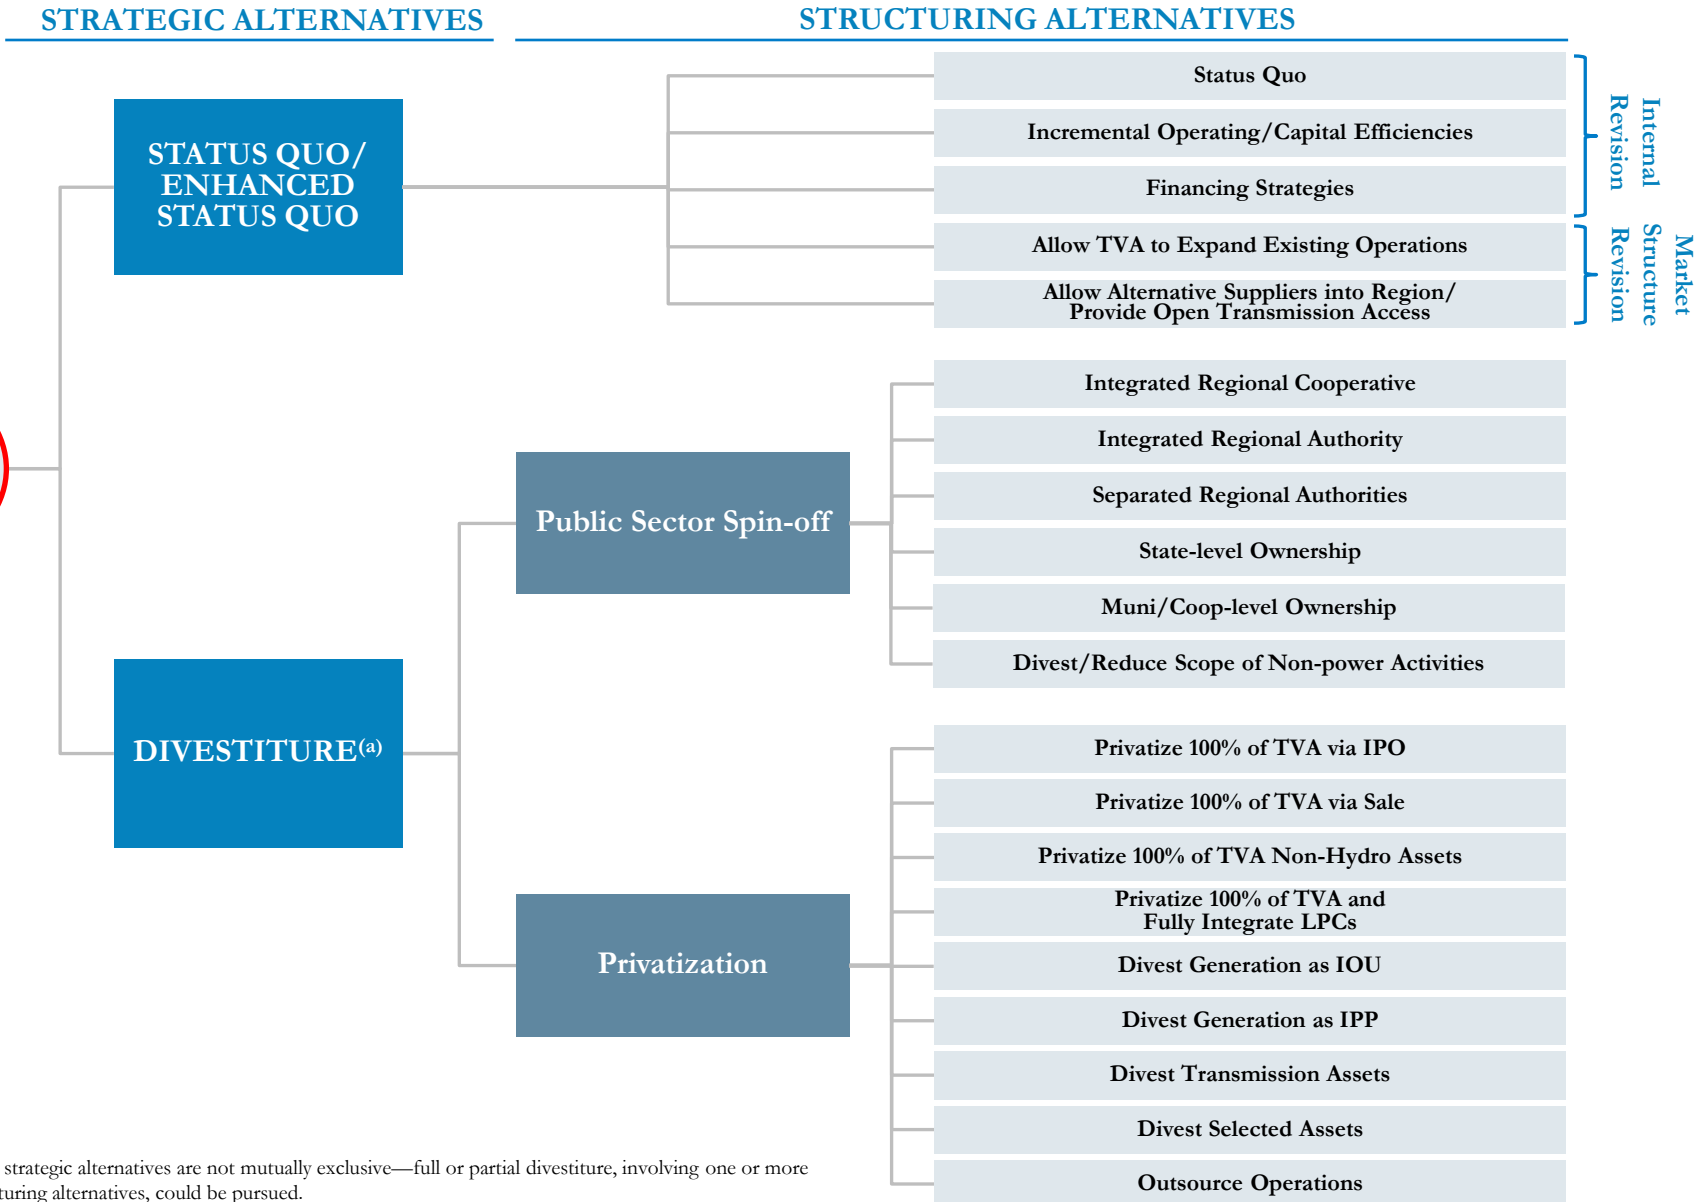 STRATEGIC ALTERNATIVES
STRUCTURING ALTERNATIVES
STATUS QUO/
ENHANCED
STATUS QUO
Status Quo
Incremental Operating/Capital Efficiencies
Financing Strategies
Allow TVA to Expand Existing Operations
Allow Alternative Suppliers into Region/
Provide Open Transmission Access
Internal
Revision
Market
Structure
Revision
DIVESTITURE(a)
Public Sector Spin-off
Integrated Regional Cooperative
Integrated Regional Authority
Separated Regional Authorities
State-level Ownership
Muni/Coop-level Ownership
Divest/Reduce Scope of Non-power Activities
Privatization
Privatize 100% of TVA via IPO
Privatize 100% of TVA via Sale
Privatize 100% of TVA Non-Hydro Assets
Privatize 100% of TVA and
Fully Integrate LPCs
Divest Generation as IOU
Divest Generation as IPP
Divest Transmission Assets
Divest Selected Assets
Outsource Operations
strategic alternatives are not mutually exclusive—full or partial divestiture, involving one or more
turing alternatives, could be pursued.